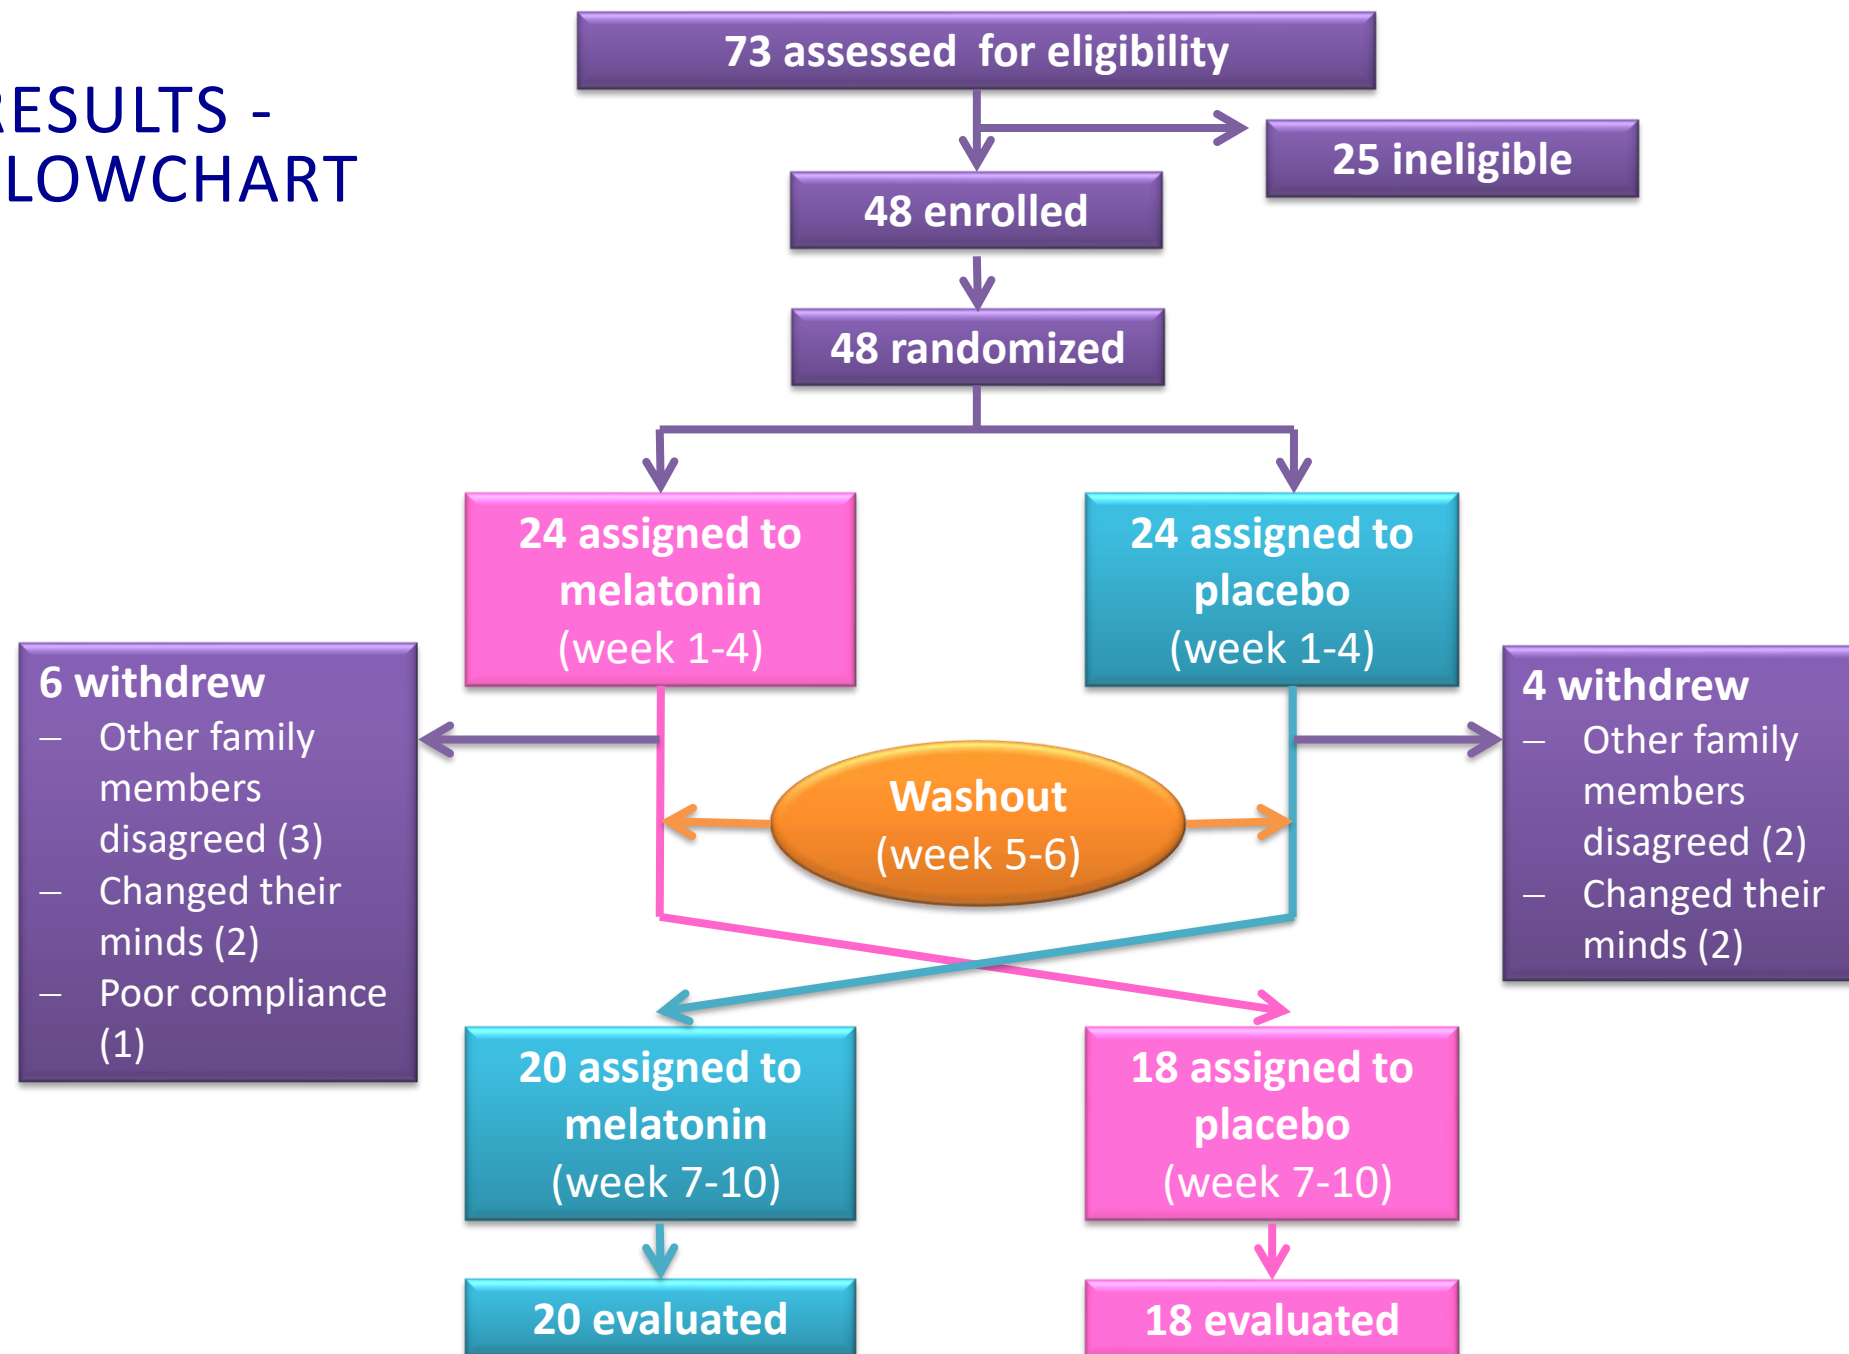 RESULTS -
LOWCHART
73 assessed  for eligibility
25 ineligible
48 enrolled
48 randomized
24 assigned to
melatonin
(week 1-4)
24 assigned to
placebo
(week 1-4)
6 withdrew
– Other family
members
disagreed (3)
– Changed their
minds (2)
– Poor compliance
(1)
Washout
(week 5-6)
4 withdrew
– Other family
members
disagreed (2)
– Changed their
minds (2)
20 assigned to
melatonin
(week 7-10)
18 assigned to
placebo
(week 7-10)
20 evaluated
18 evaluated